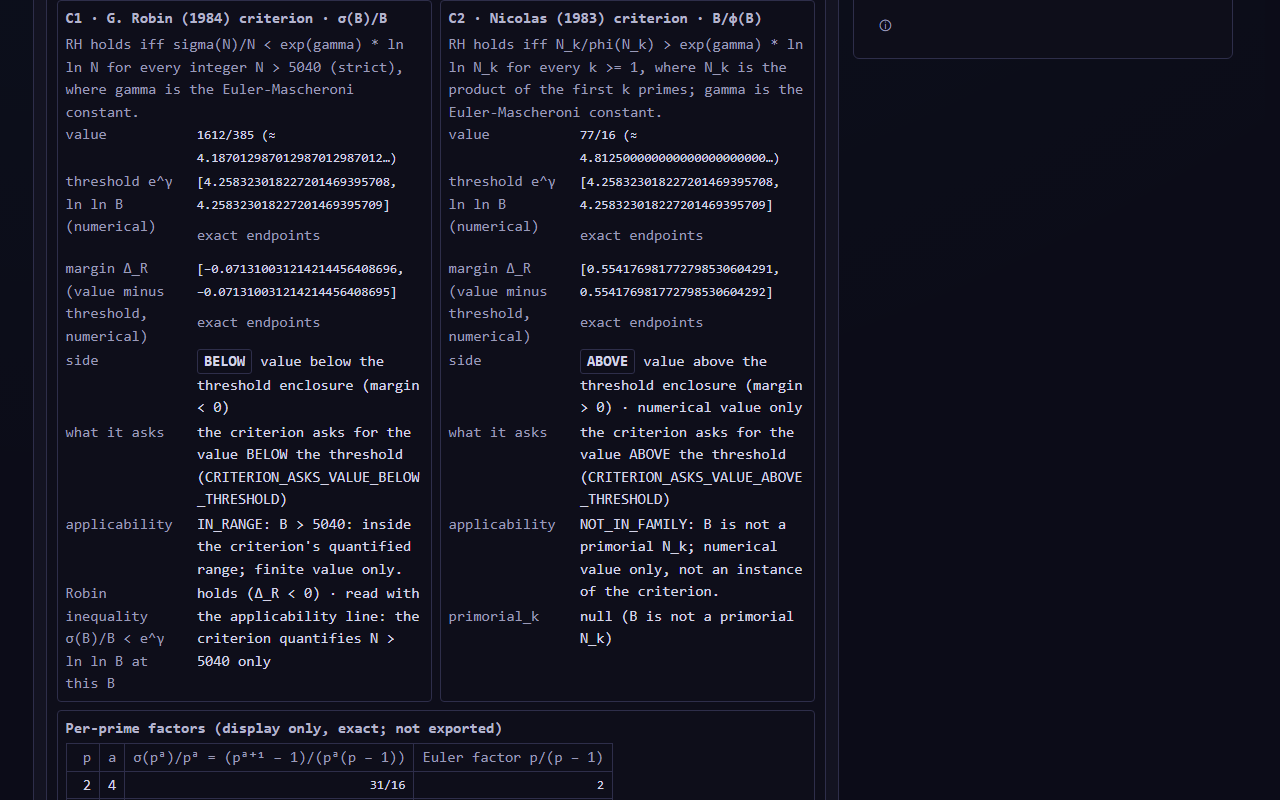 C1 · G. Robin (1984) criterion · σ(B)/B
RH holds iff sigma(N)/N < exp(gamma) * ln
ln N for every integer N > 5040 (strict),
where gamma is the Euler-Mascheroni
constant.
value 1612/385 (≈
4.187012987012987012987012…)
threshold e^γ [4.258323018227201469395708,
ln ln B 4.258323018227201469395709]
(numerical) exact endpoints
margin Δ_R [−0.071310031214214456408696,
(value minus −0.071310031214214456408695]
threshold, exact endpoints
numerical)
side BELOW value below the
threshold enclosure (margin
< 0)
what it asks the criterion asks for the
value BELOW the threshold
(CRITERION_ASKS_VALUE_BELOW
_THRESHOLD)
applicability IN_RANGE: B > 5040: inside
the criterion's quantified
range; finite value only.
Robin holds (Δ_R < 0) · read with
inequality the applicability line: the
σ(B)/B < e^γ criterion quantifies N >
ln ln B at 5040 only
this B
C2 · Nicolas (1983) criterion · B/ϕ(B)
RH holds iff N_k/phi(N_k) > exp(gamma) * ln
ln N_k for every k >= 1, where N_k is the
product of the first k primes; gamma is the
Euler-Mascheroni constant.
value 77/16 (≈
4.812500000000000000000000…)
threshold e^γ [4.258323018227201469395708,
ln ln B 4.258323018227201469395709]
(numerical) exact endpoints
margin Δ_R [0.554176981772798530604291,
(value minus 0.554176981772798530604292]
threshold, exact endpoints
numerical)
side ABOVE value above the
threshold enclosure (margin
> 0) · numerical value only
what it asks the criterion asks for the
value ABOVE the threshold
(CRITERION_ASKS_VALUE_ABOVE
_THRESHOLD)
applicability NOT_IN_FAMILY: B is not a
primorial N_k; numerical
value only, not an instance
of the criterion.
primorial_k null (B is not a primorial
N_k)
Per-prime factors (display only, exact; not exported)
p a σ(pᵃ)/pᵃ = (pᵃ⁺¹ − 1)/(pᵃ(p − 1)) Euler factor p/(p − 1)
2 4 31/16 2